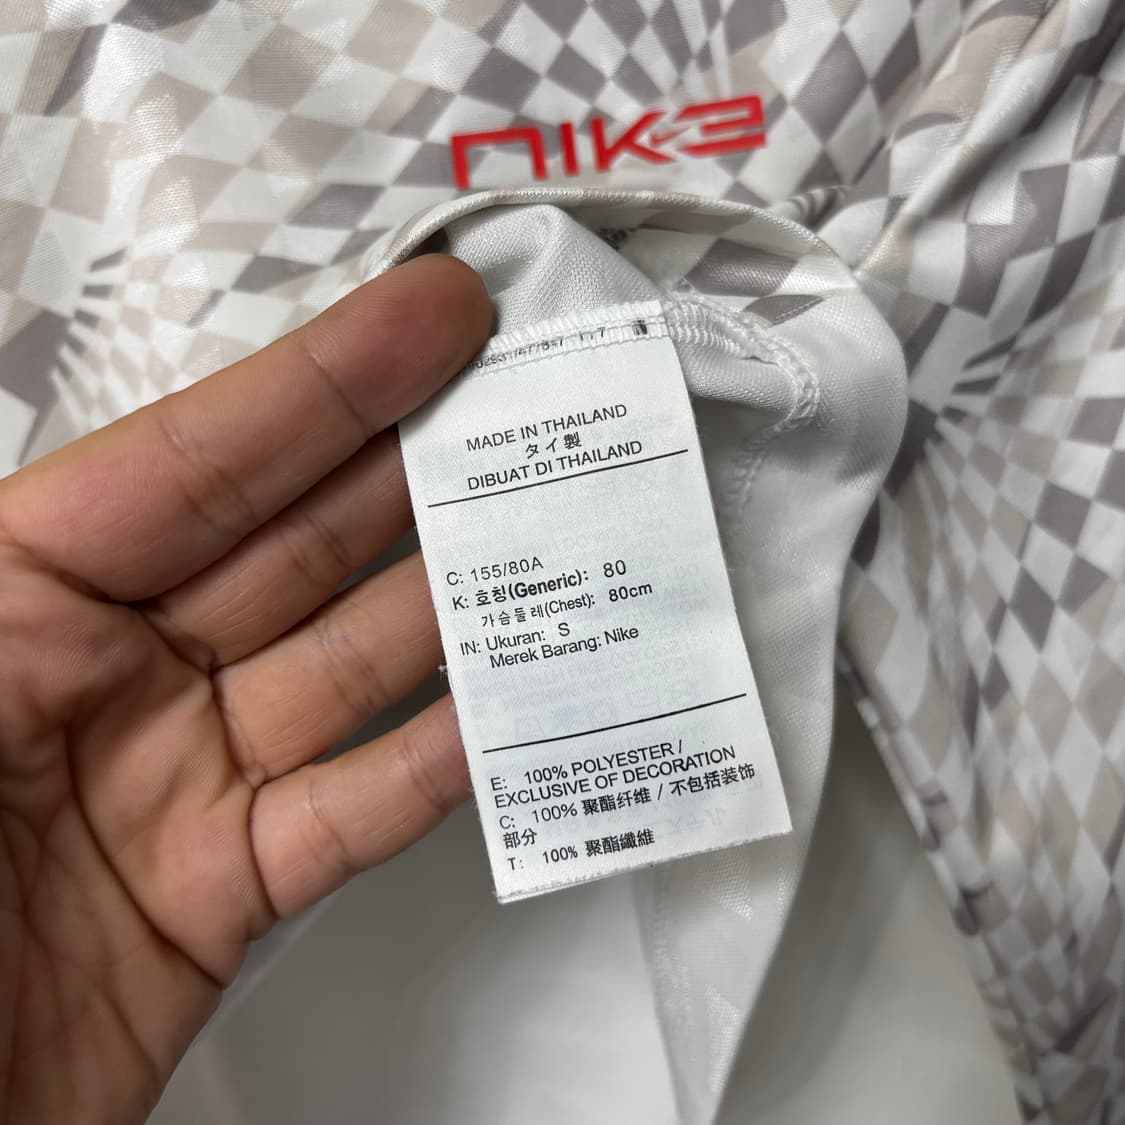 NIKE
MADE IN THAILAND
タイ製
DIBUAT DI THAILAND
C: 155/80A
K: 호칭(Generic): 80
가슴둘레(Chest): 80cm
IN: Ukuran: S
Merek Barang: Nike
E: 100% POLYESTER /
EXCLUSIVE OF DECORATION
C: 100% 聚酯纤维 / 不包括装饰
部分
T: 100% 聚酯纖維